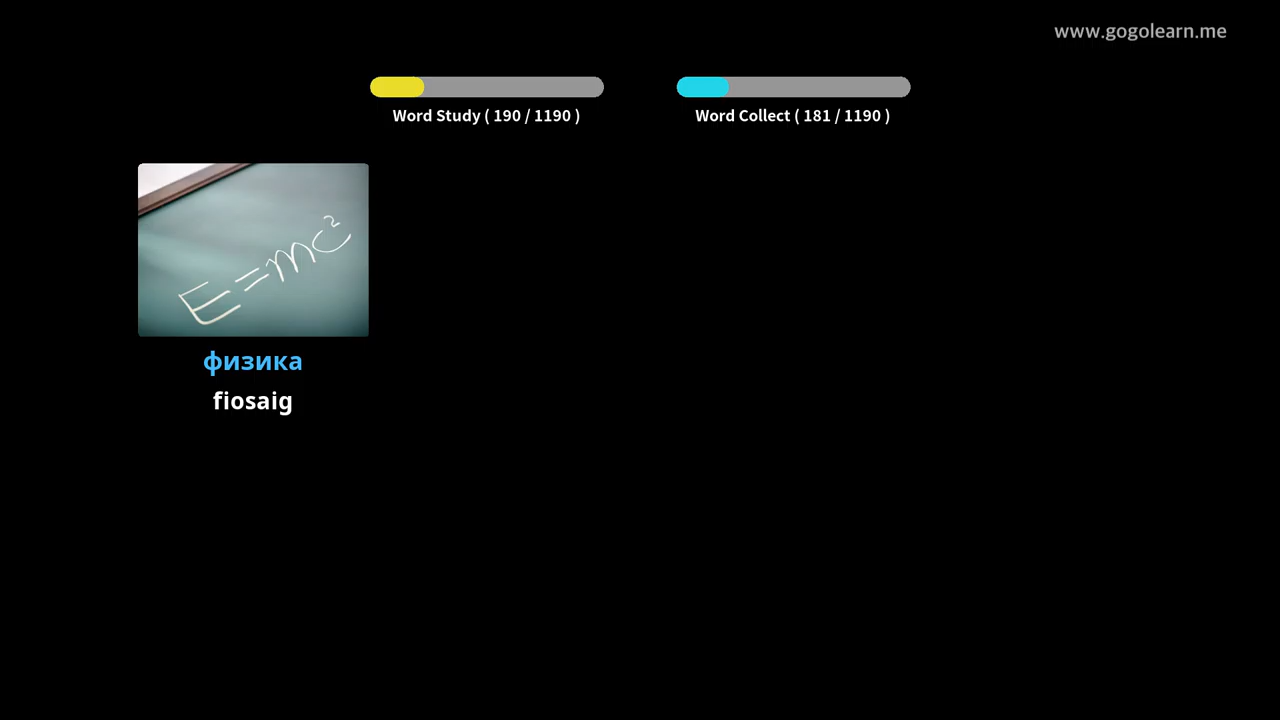 www.gogolearn.me
Word Study ( 190 / 1190 )
Word Collect ( 181 / 1190 )
E=mc²
физика
fiosaig